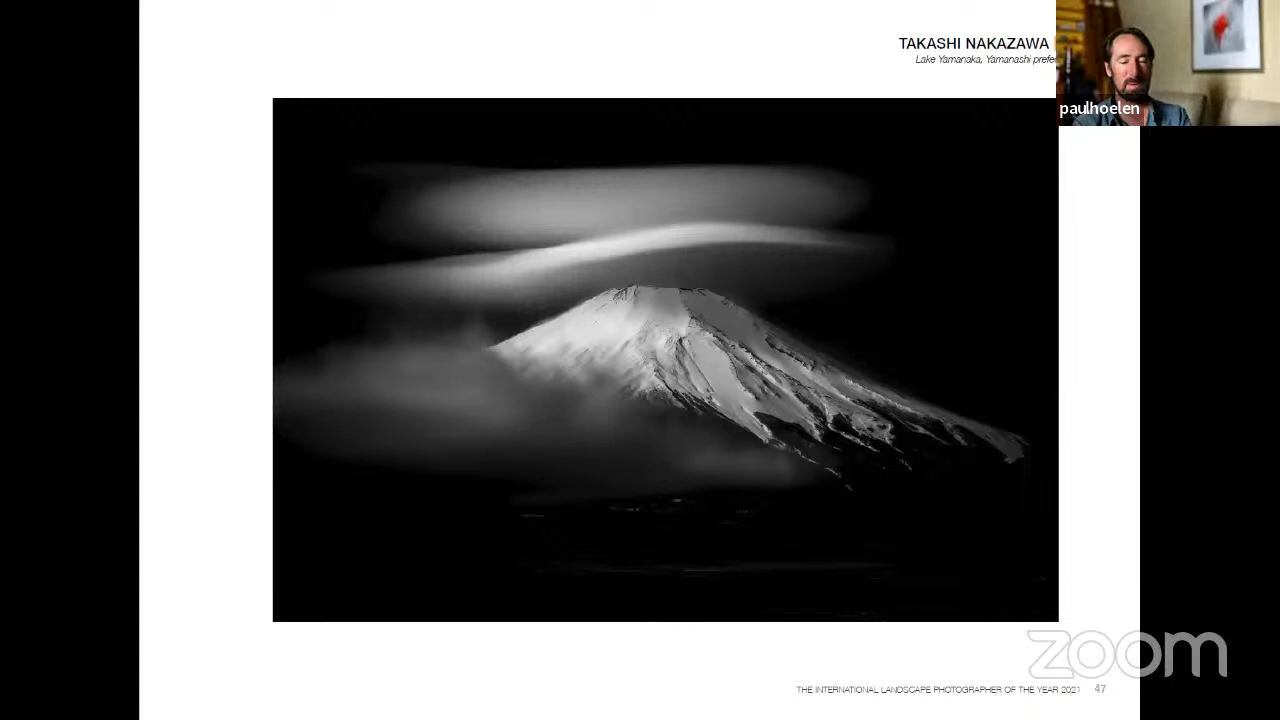 TAKASHI NAKAZAWA
Lake Yamanaka, Yamanashi
paulhoelen
zoom
THE INTERNATIONAL LANDSCAPE PHOTOGRAPHER OF THE YEAR 2021 47